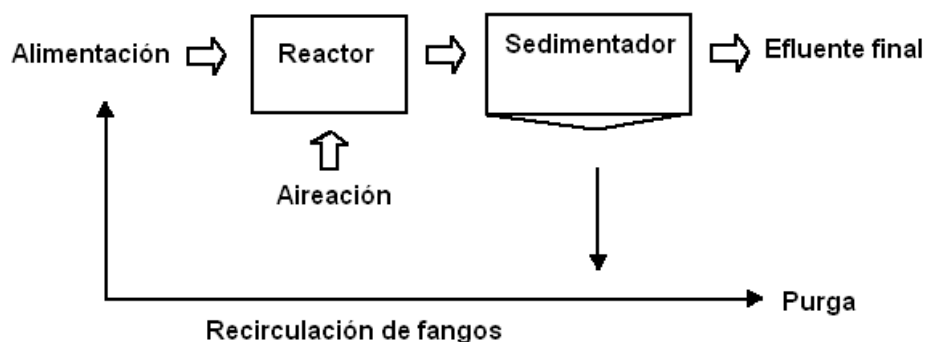 Alimentación
Reactor
Sedimentador
Efluente final
Aireación
Purga
Recirculación de fangos